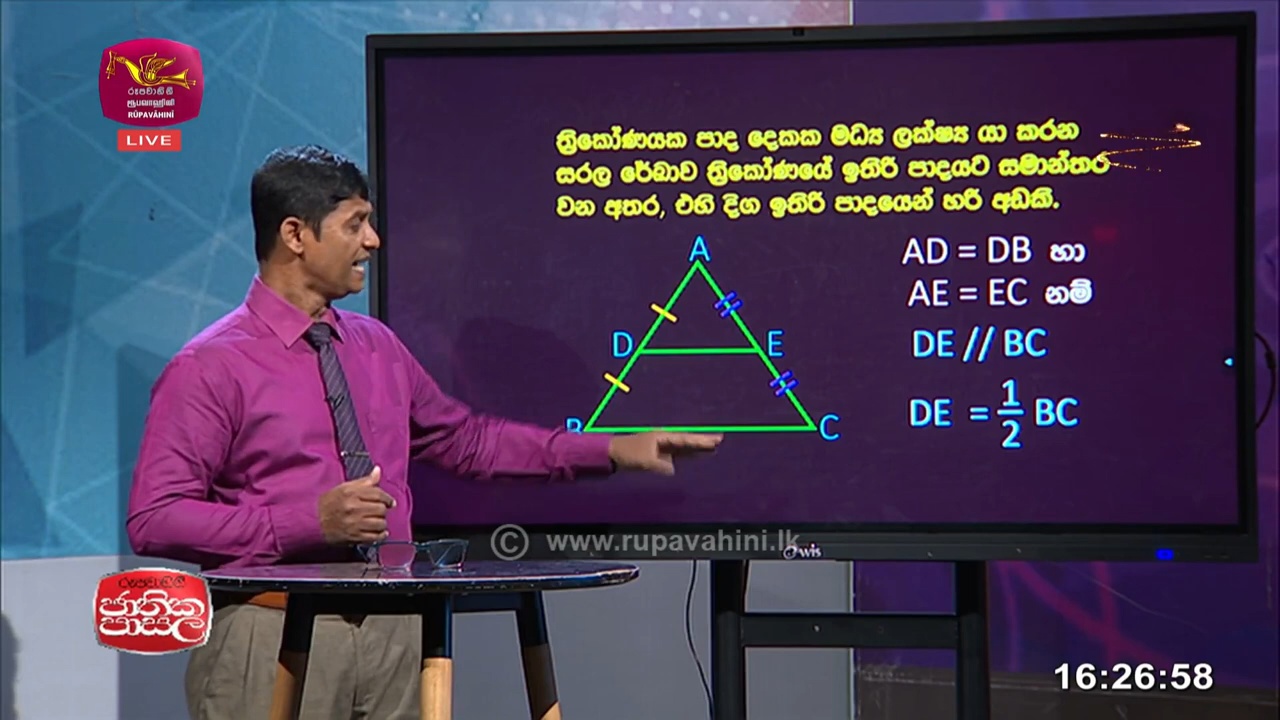 රූපවාහිනී
ரூபவாஹினி
RŪPAVĀHINÍ
LIVE
ත්‍රිකෝණයක පාද දෙකක මධ්‍ය ලක්ෂ්‍ය යා කරන
සරල රේඛාව ත්‍රිකෝණයේ ඉතිරි පාදයට සමාන්තර
වන අතර, එහි දිග ඉතිරි පාදයෙන් හරි අඩකි.
A
AD = DB හා
AE = EC නම්
D E
DE // BC
DE = 1/2 BC
B C
© www.rupavahini.lk
wis
රූපවාහිනී
ජාතික
පාසල
16:26:58